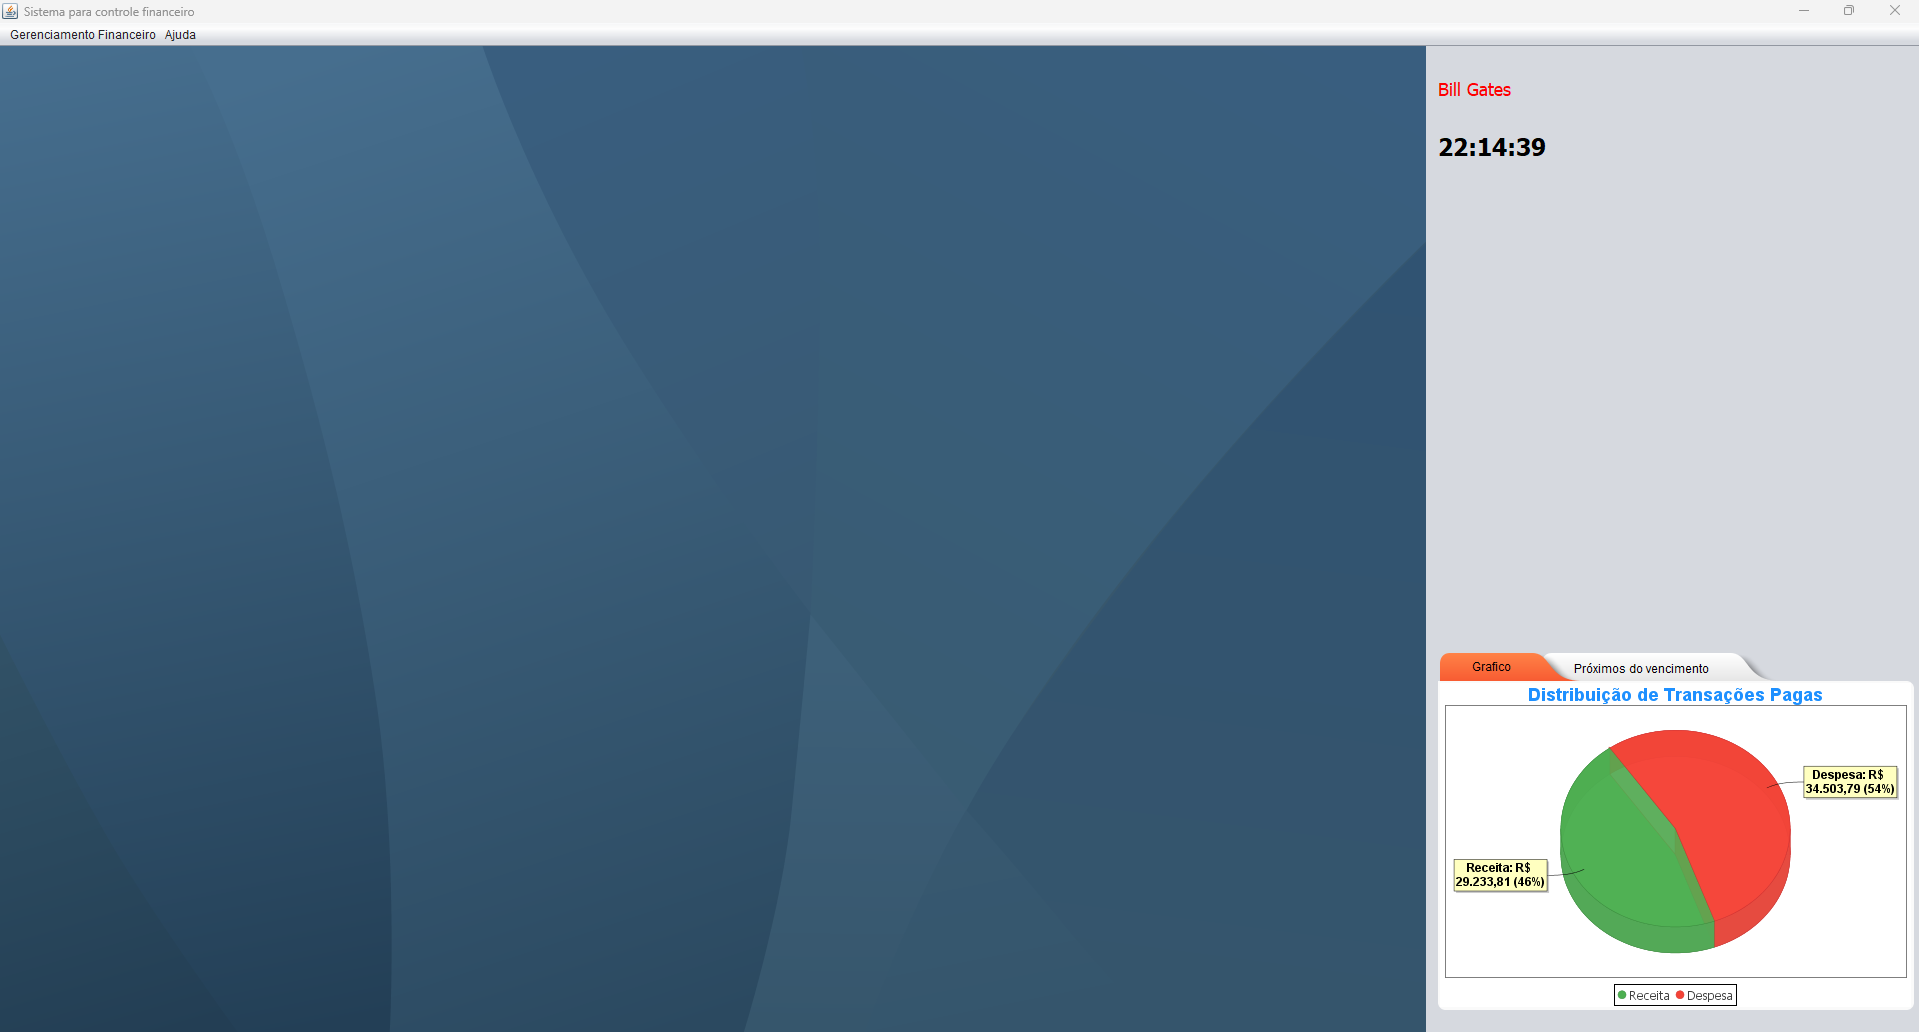 Sistema para controle financeiro
Gerenciamento Financeiro Ajuda
Bill Gates
22:14:39
Grafico Próximos do vencimento
Distribuição de Transações Pagas
Despesa: R$
34.503,79 (54%)
Receita: R$
29.233,81 (46%)
Receita Despesa